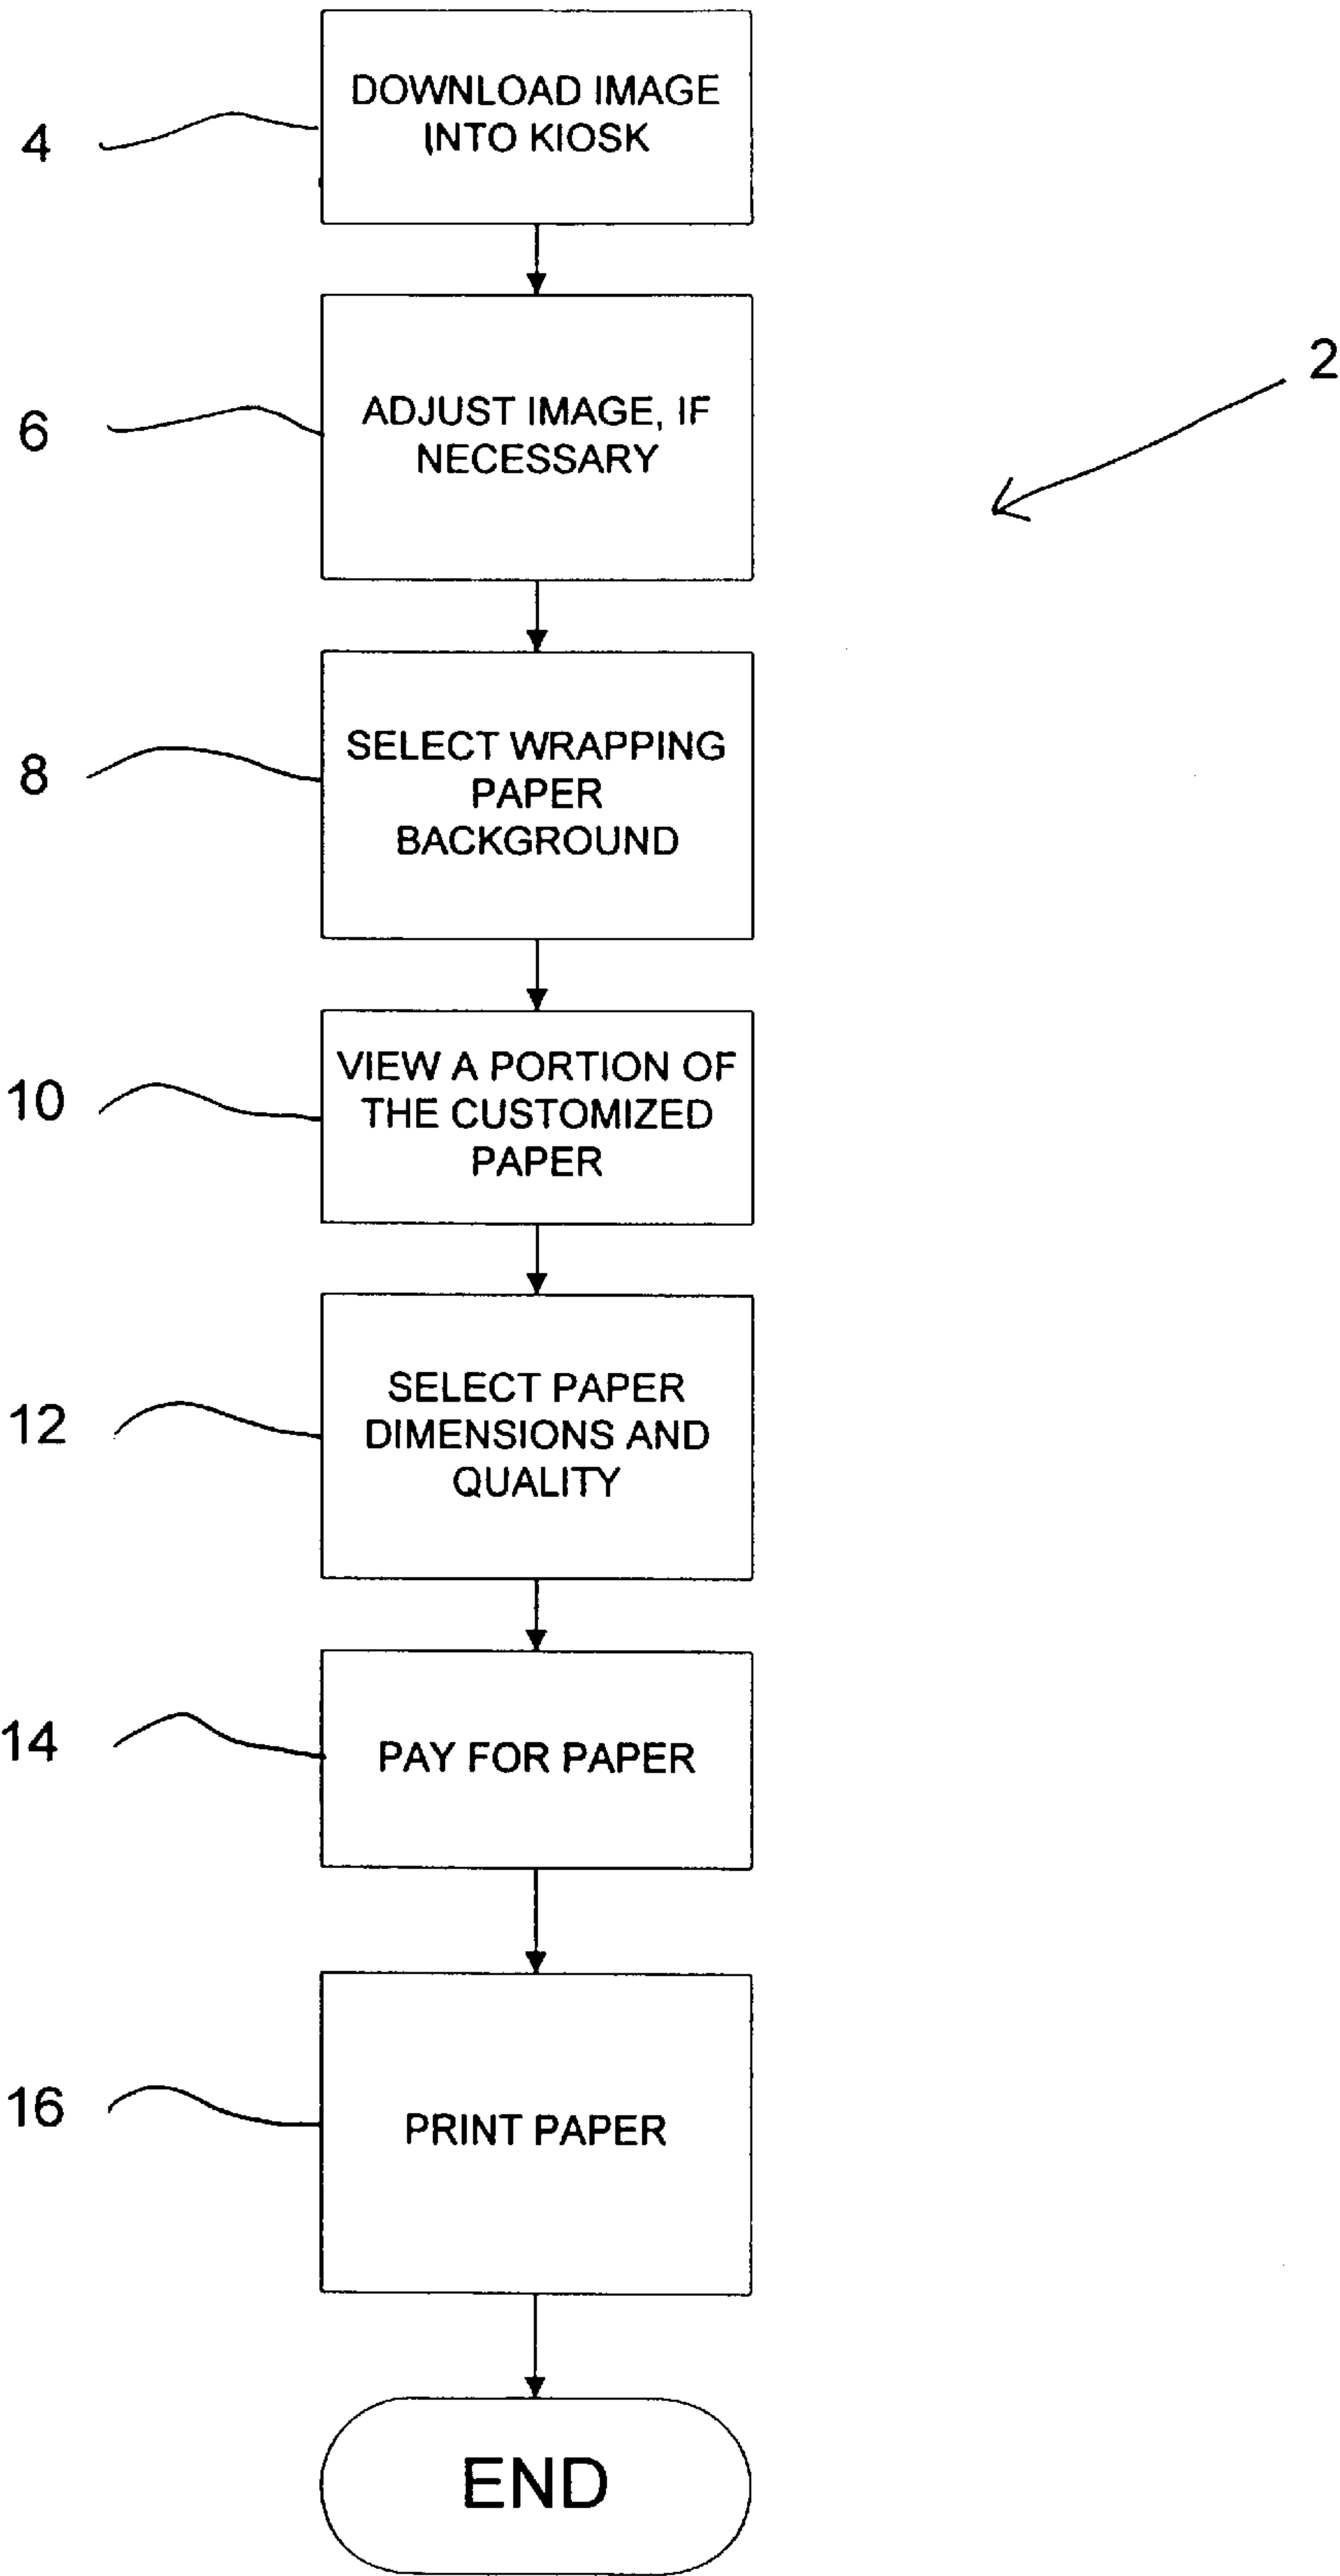 4
DOWNLOAD IMAGE
INTO KIOSK
2
6
ADJUST IMAGE, IF
NECESSARY
8
SELECT WRAPPING
PAPER
BACKGROUND
10
VIEW A PORTION OF
THE CUSTOMIZED
PAPER
12
SELECT PAPER
DIMENSIONS AND
QUALITY
14
PAY FOR PAPER
16
PRINT PAPER
END